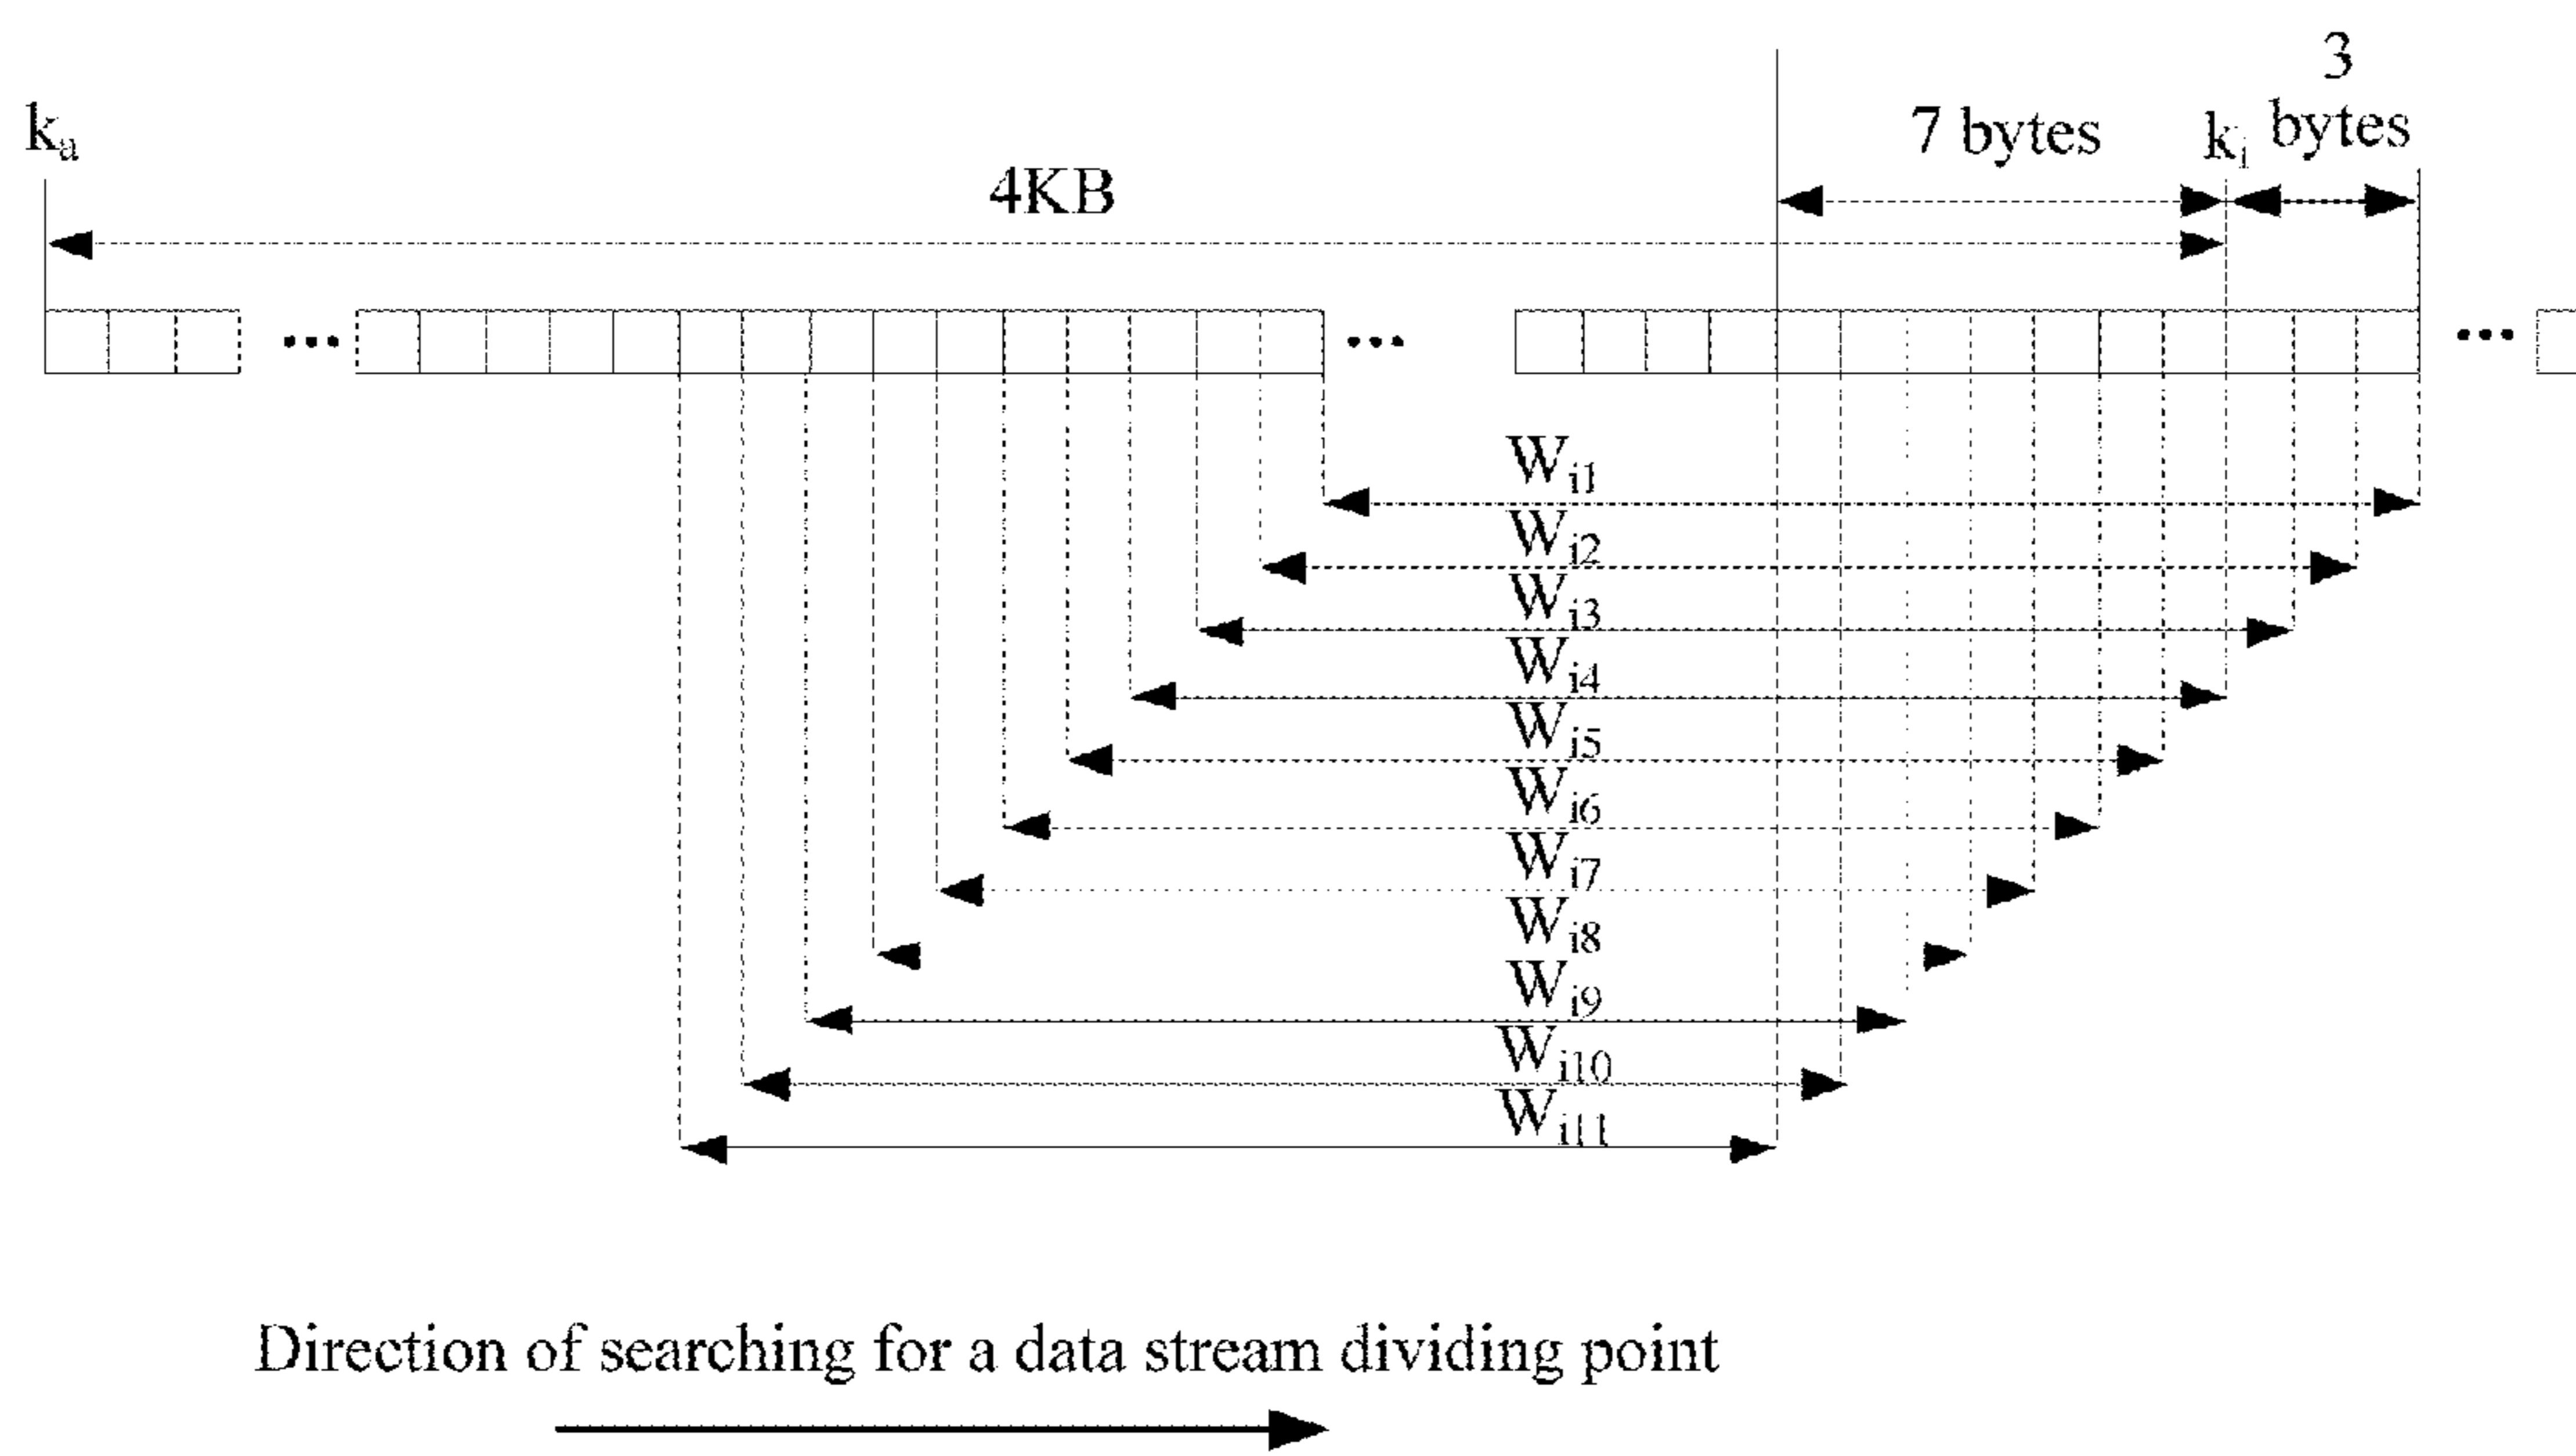 3
7 bytes
bytes
kₐ
kᵢ
4KB
...
...
...
Wi1
Wi2
Wi3
Wi4
Wi5
Wi6
Wi7
Wi8
Wi9
Wi10
Wi11
Direction of searching for a data stream dividing point